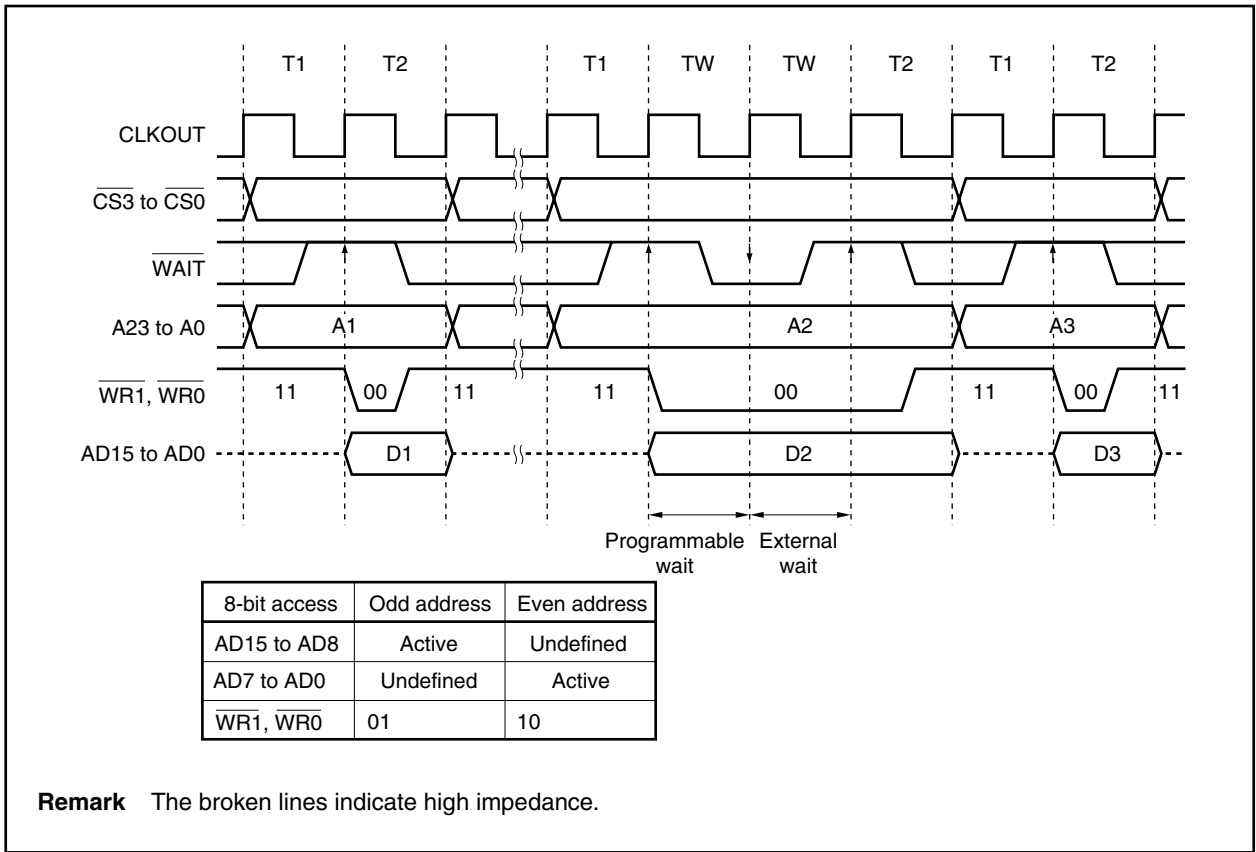 T1 T2 T1 TW TW T2 T1 T2
CLKOUT
CS3 to CS0
WAIT
A23 to A0 A1 A2 A3
WR1, WR0 11 00 11 11 00 11 00 11
AD15 to AD0 D1 D2 D3
Programmable wait
External wait
8-bit access Odd address Even address
AD15 to AD8 Active Undefined
AD7 to AD0 Undefined Active
WR1, WR0 01 10
Remark The broken lines indicate high impedance.